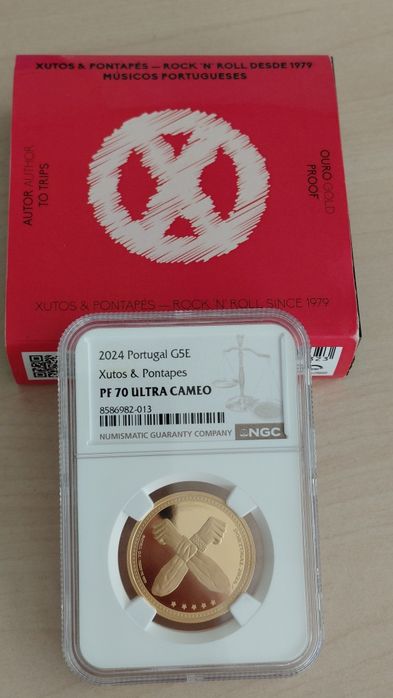 XUTOS & PONTAPÉS — ROCK 'N' ROLL DESDE 1979
MÚSICOS PORTUGUESES
AUTOR AUTHOR
TO TRIPS
OURO GOLD
PROOF
XUTOS & PONTAPÉS — ROCK 'N' ROLL SINCE 1979
2024 Portugal G5E
Xutos & Pontapes
PF 70 ULTRA CAMEO
8586982-013
NUMISMATIC GUARANTY COMPANY
NGC